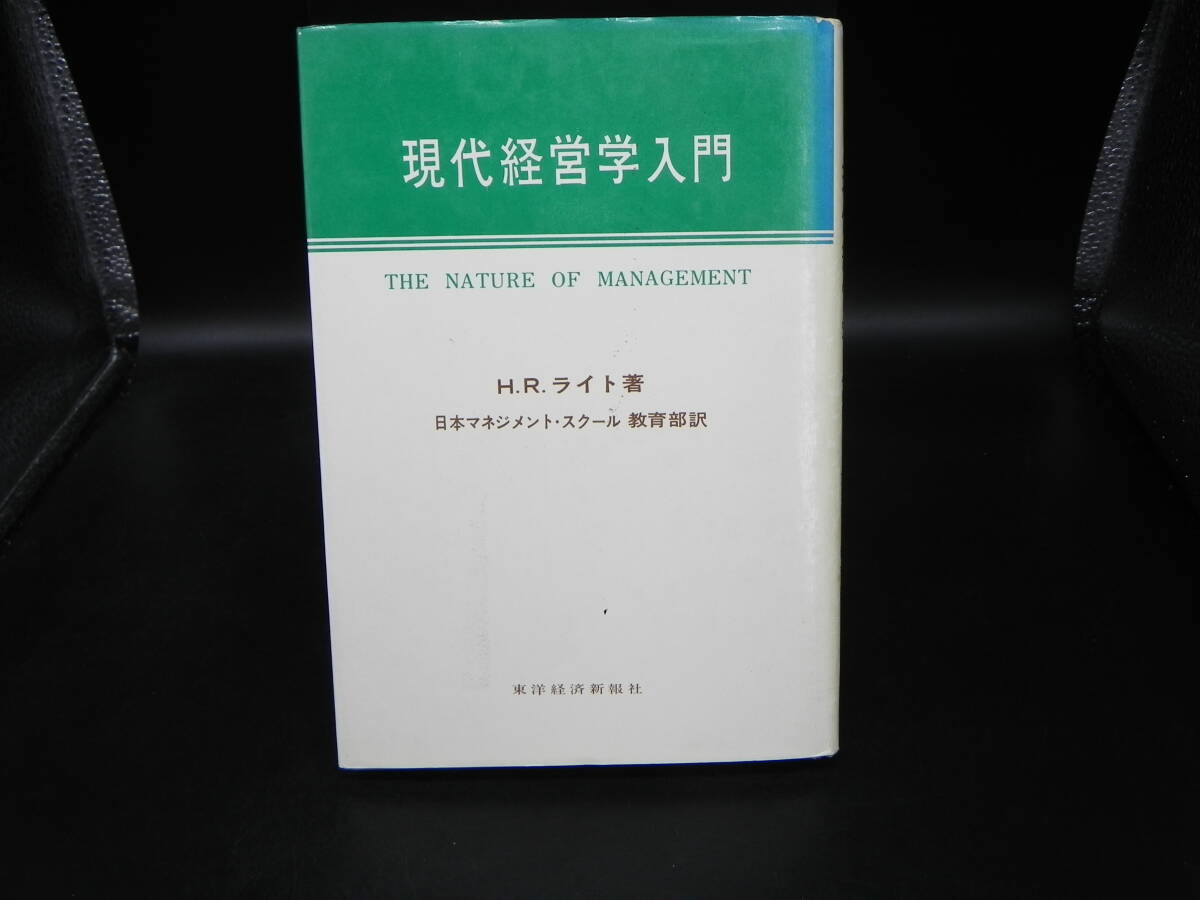 現代経営学入門
THE NATURE OF MANAGEMENT
H.R.ライト著
日本マネジメント・スクール 教育部訳
東洋経済新報社